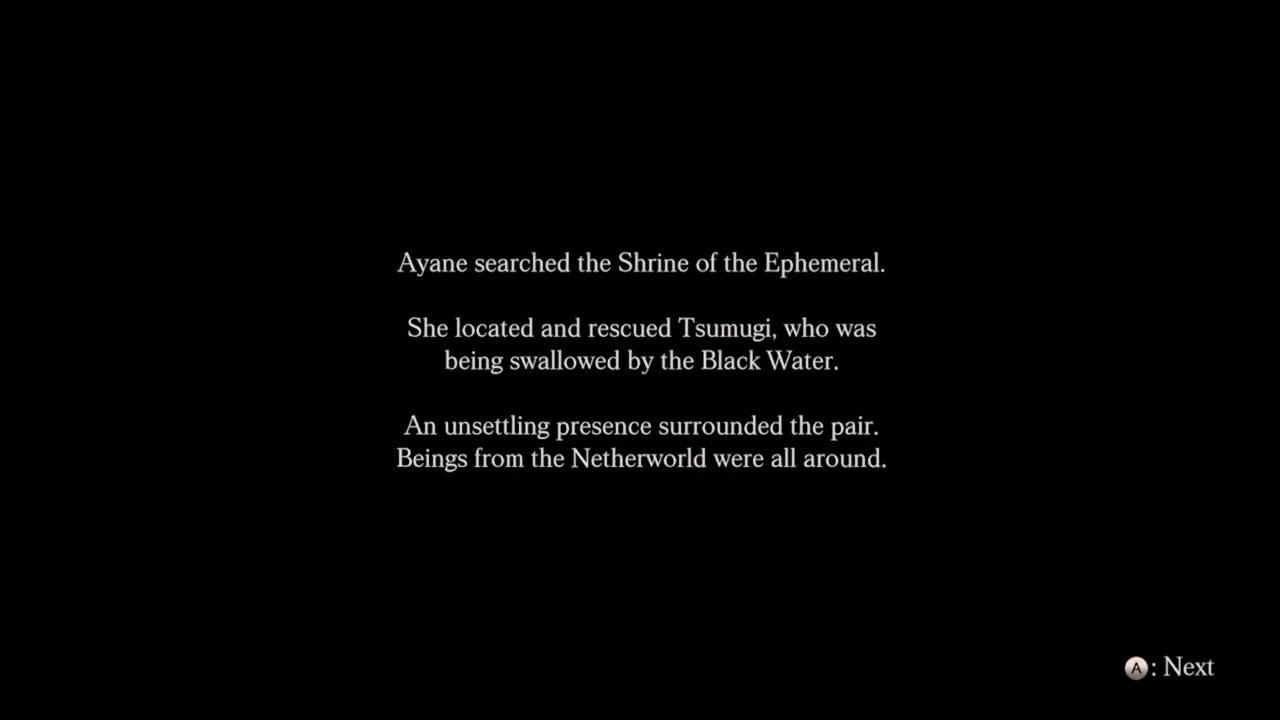 Ayane searched the Shrine of the Ephemeral.
She located and rescued Tsumugi, who was
being swallowed by the Black Water.
An unsettling presence surrounded the pair.
Beings from the Netherworld were all around.
A: Next